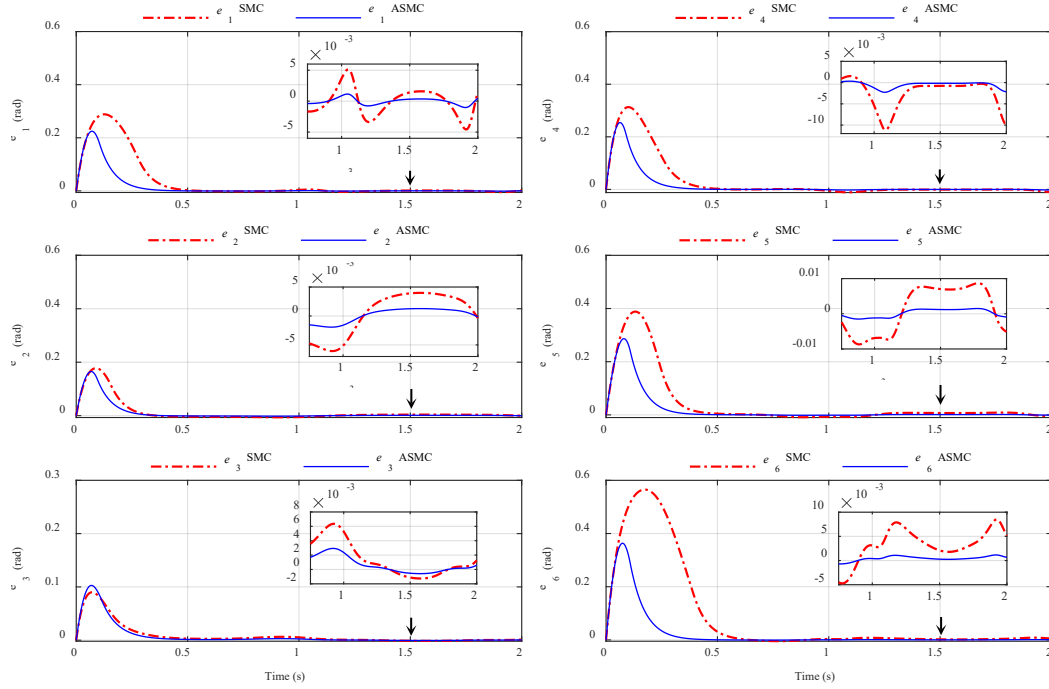 e 1 SMC e 1 ASMC
0.6
0.4
0.2
0
e 1 (rad)
× 10 -3
5
0
-5
1 1.5 2
0 0.5 1 1.5 2
e 2 SMC e 2 ASMC
0.6
0.4
0.2
0
e 2 (rad)
× 10 -3
5
0
-5
1 1.5 2
0 0.5 1 1.5 2
e 3 SMC e 3 ASMC
0.3
0.2
0.1
0
e 3 (rad)
× 10 -3
8
6
4
2
0
-2
1 1.5 2
0 0.5 1 1.5 2
Time (s)
e 4 SMC e 4 ASMC
0.6
0.4
0.2
0
e 4 (rad)
× 10 -3
5
0
-5
-10
1 1.5 2
0 0.5 1 1.5 2
e 5 SMC e 5 ASMC
0.6
0.4
0.2
0
e 5 (rad)
0.01
0
-0.01
1 1.5 2
0 0.5 1 1.5 2
e 6 SMC e 6 ASMC
0.6
0.4
0.2
0
e 6 (rad)
× 10 -3
10
5
0
-5
1 1.5 2
0 0.5 1 1.5 2
Time (s)